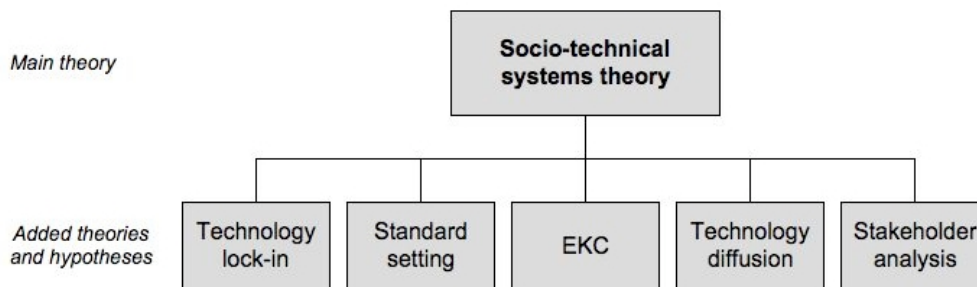 Main theory
Socio-technical
systems theory
Added theories
and hypotheses
Technology
lock-in
Standard
setting
EKC
Technology
diffusion
Stakeholder
analysis